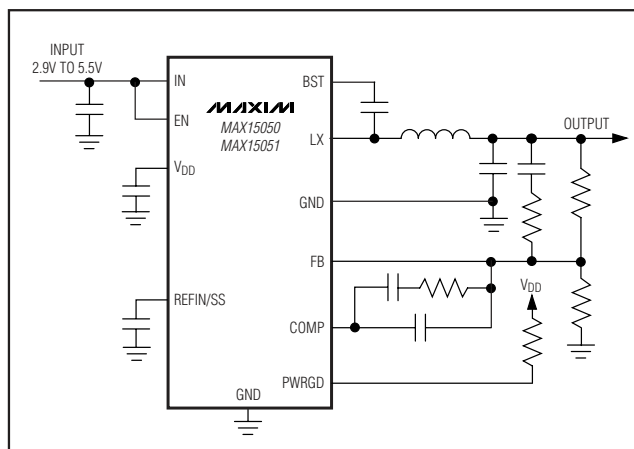 INPUT
2.9V TO 5.5V
IN
EN
VDD
REFIN/SS
MAXIM
MAX15050
MAX15051
GND
BST
LX
GND
FB
COMP
PWRGD
OUTPUT
VDD